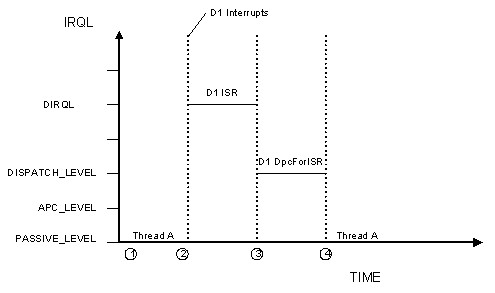 D1 Interrupts
IRQL
D1 ISR
DIRQL
D1 DpcForISR
DISPATCH_LEVEL
APC_LEVEL
Thread A
Thread A
PASSIVE_LEVEL
1 2 3 4
TIME